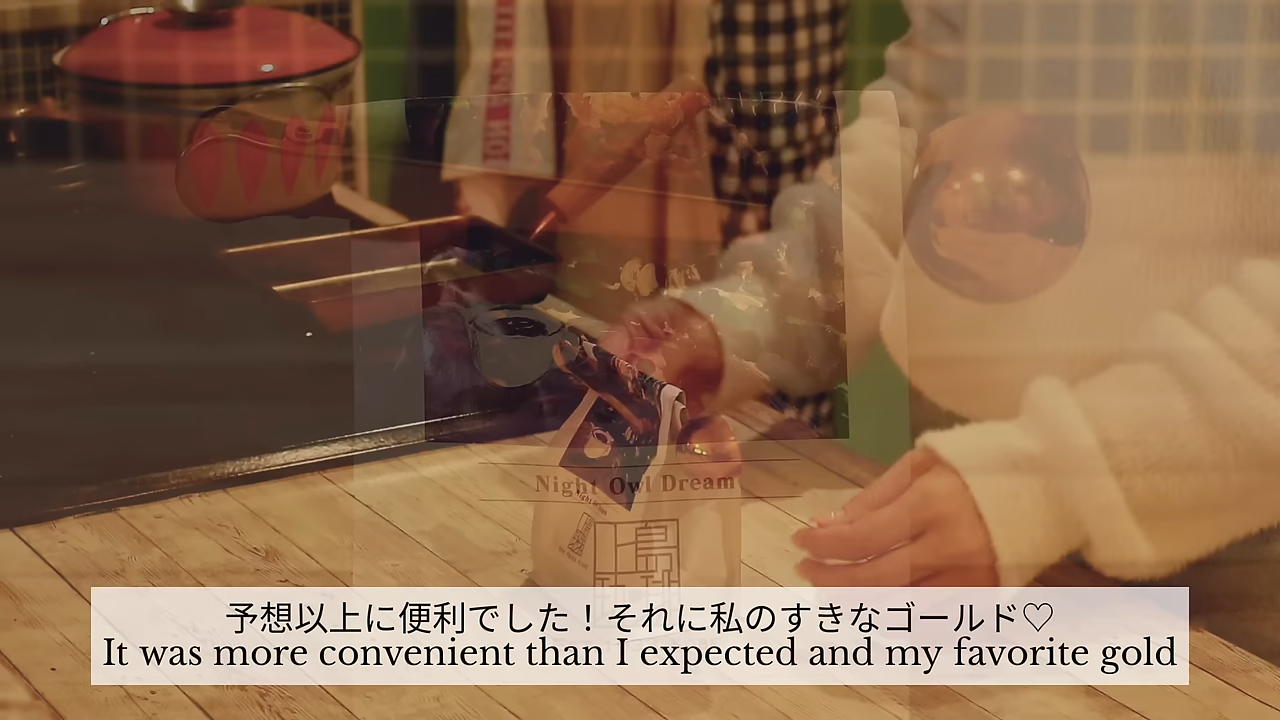 Night Owl Dream
予想以上に便利でした！それに私のすきなゴールド♡
It was more convenient than I expected and my favorite gold